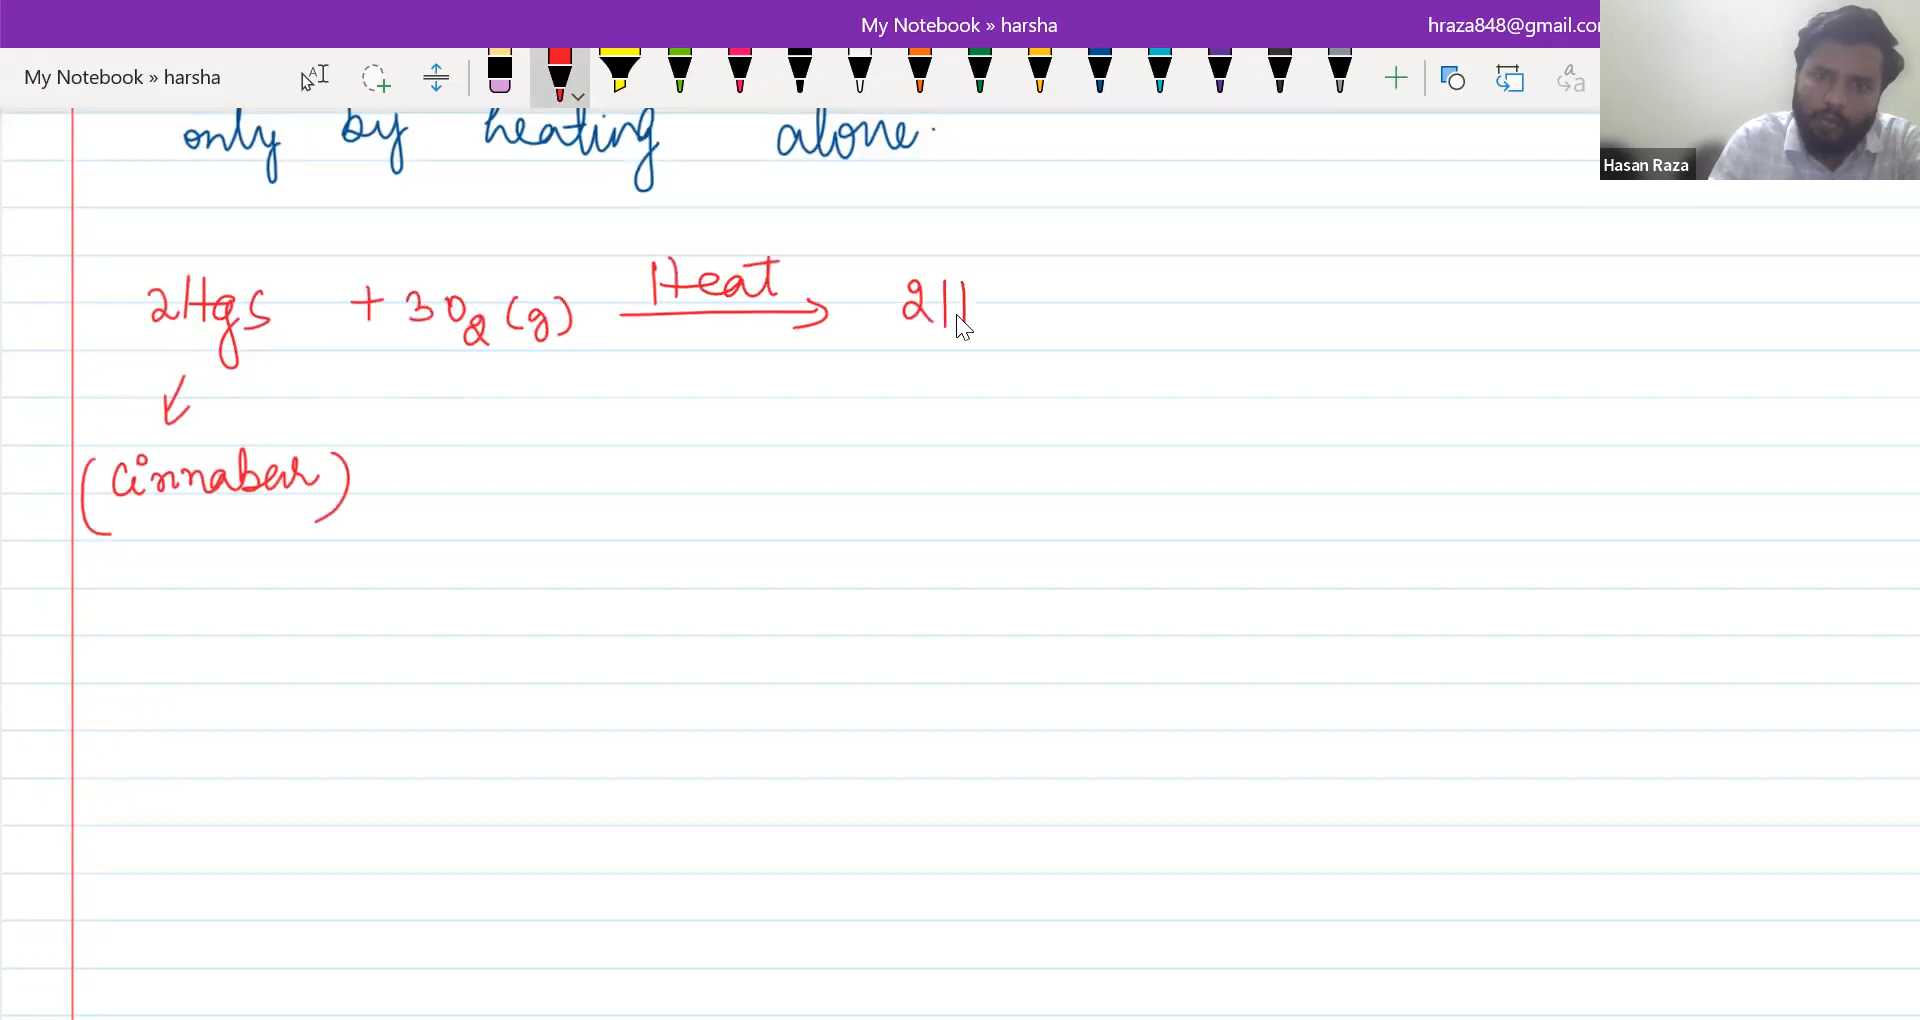 My Notebook » harsha
hraza848@gmail.co
My Notebook » harsha
Hasan Raza
only by heating alone.
2HgS + 3O₂(g) Heat → 2H
(Cinnabar)